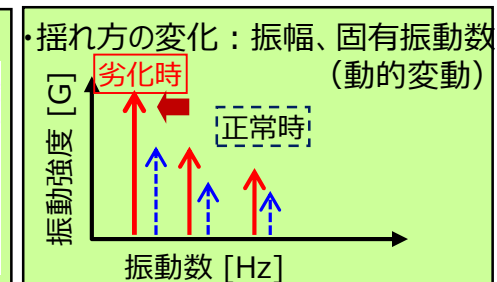 ・揺れ方の変化：振幅、固有振動数
（動的変動）
劣化時
正常時
振動強度 [G]
振動数 [Hz]